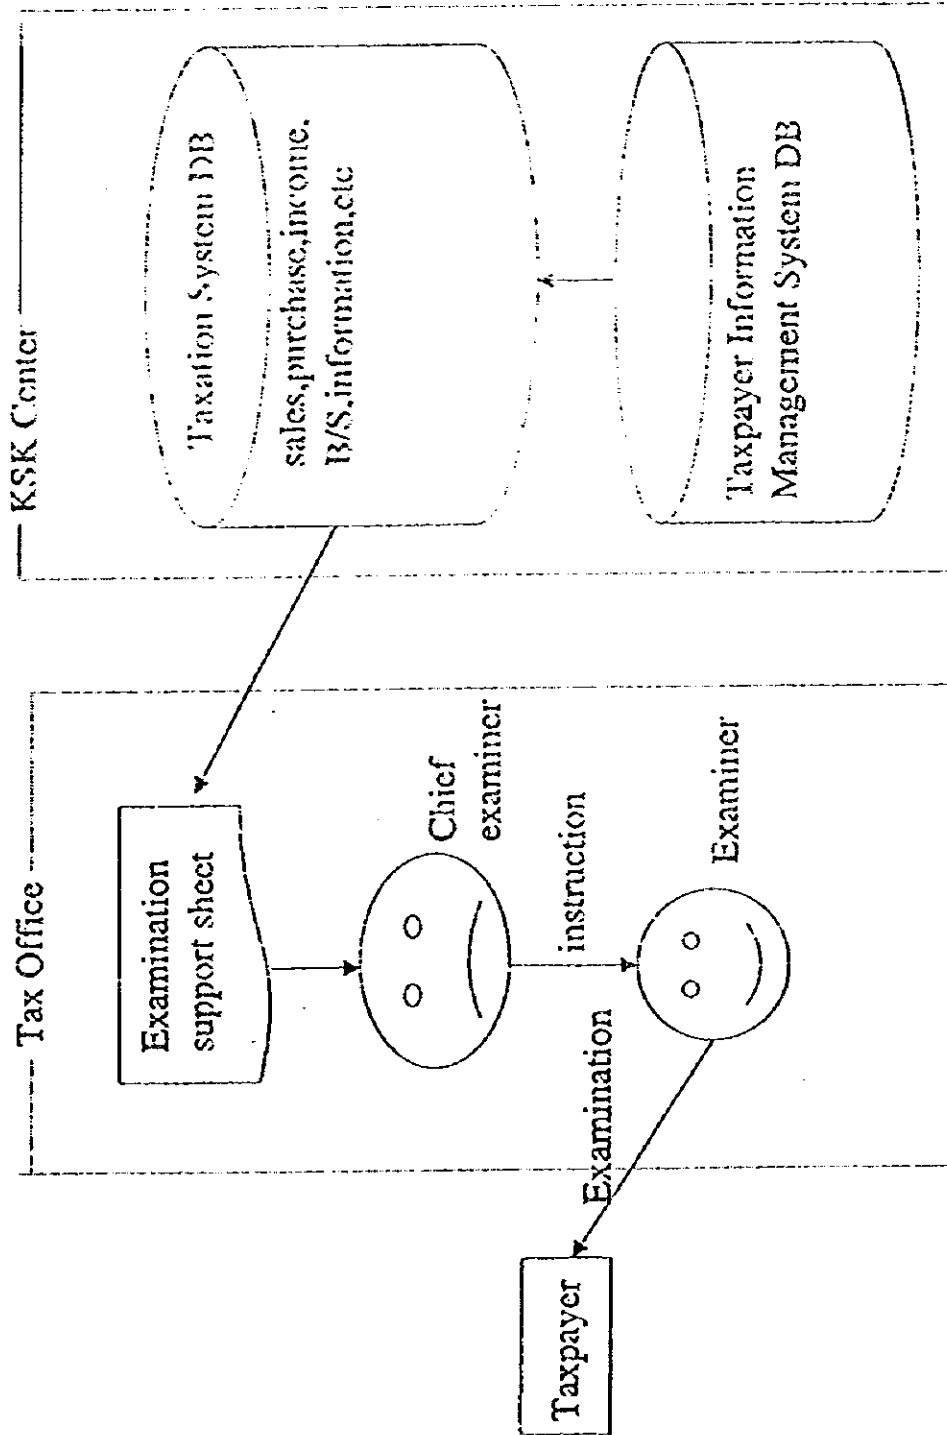 Tax Office
KSK Center
Examination
support sheet
Taxation System DB
sales,purchase,income,
B/S,information,etc
Chief
examiner
instruction
Taxpayer
Examination
Examiner
Taxpayer Information
Management System DB